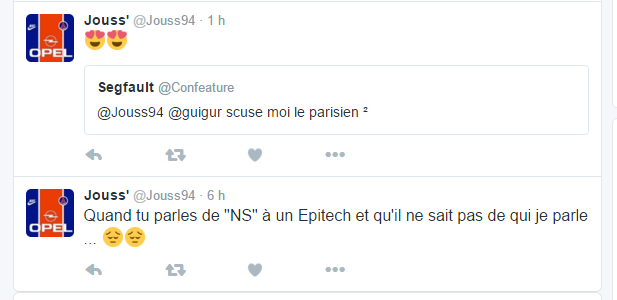 Jouss' @Jouss94 · 1 h
😍😍
OPEL
Segfault @Confeature
@Jouss94 @guigur scuse moi le parisien ²
Jouss' @Jouss94 · 6 h
Quand tu parles de "NS" à un Epitech et qu'il ne sait pas de qui je parle
... 😔😔
OPEL